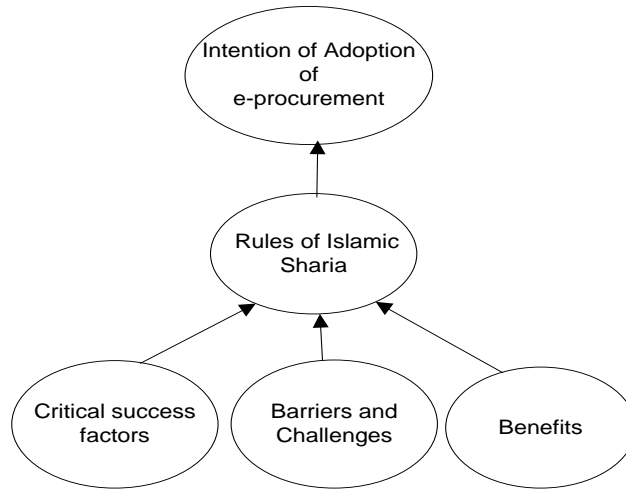 Intention of Adoption
of
e-procurement
Rules of Islamic
Sharia
Critical success
factors
Barriers and
Challenges
Benefits